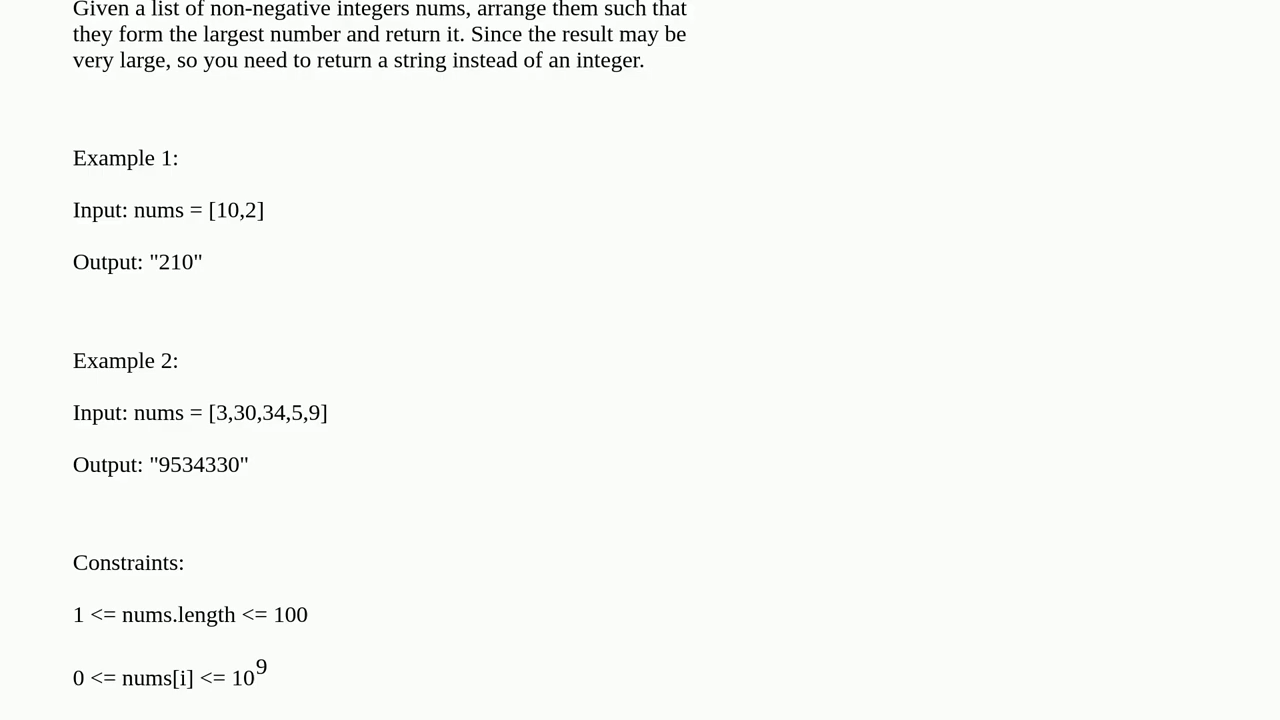 Given a list of non-negative integers nums, arrange them such that
they form the largest number and return it. Since the result may be
very large, so you need to return a string instead of an integer.
Example 1:
Input: nums = [10,2]
Output: "210"
Example 2:
Input: nums = [3,30,34,5,9]
Output: "9534330"
Constraints:
1 <= nums.length <= 100
0 <= nums[i] <= 10⁹